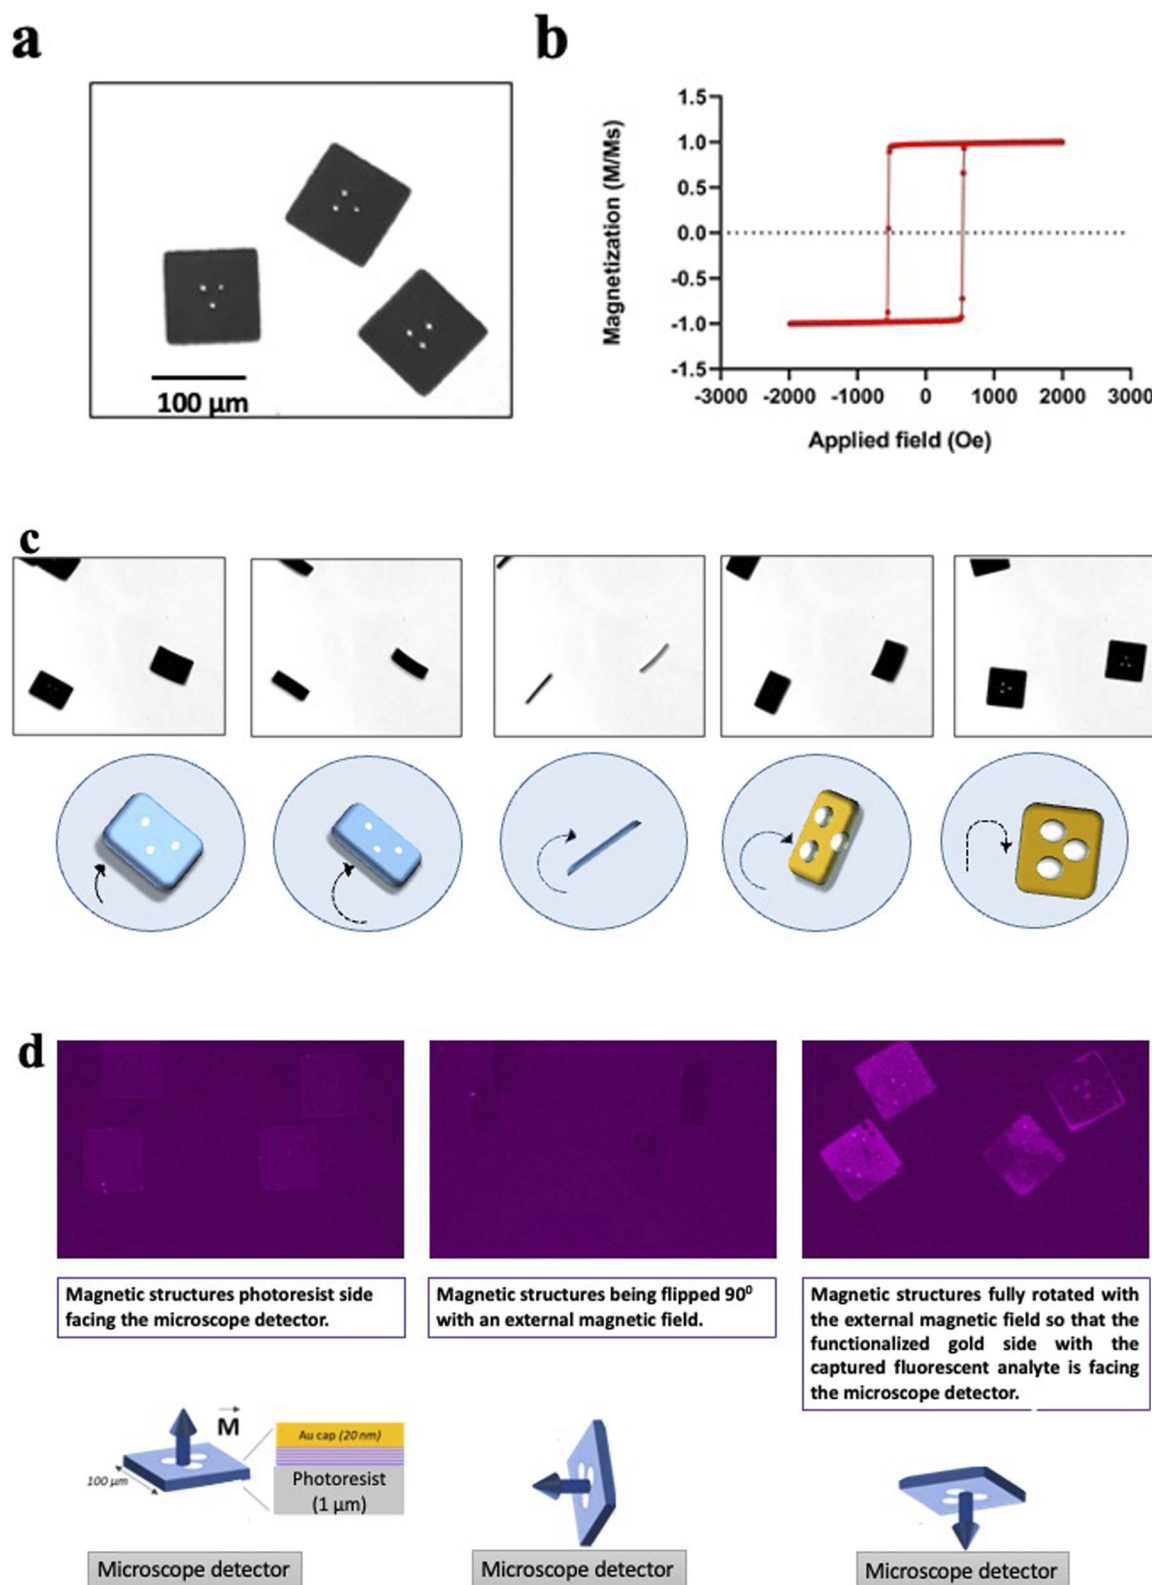 a
100 µm
b
Magnetization (M/Ms)
1.5
1.0
0.5
0.0
-0.5
-1.0
-1.5
-3000 -2000 -1000 0 1000 2000 3000
Applied field (Oe)
c
d
Magnetic structures photoresist side
facing the microscope detector.
Magnetic structures being flipped 90⁰
with an external magnetic field.
Magnetic structures fully rotated with
the external magnetic field so that the
functionalized gold side with the
captured fluorescent analyte is facing
the microscope detector.
M
100 µm
Au cap (20 nm)
Photoresist
(1 µm)
Microscope detector
Microscope detector
Microscope detector